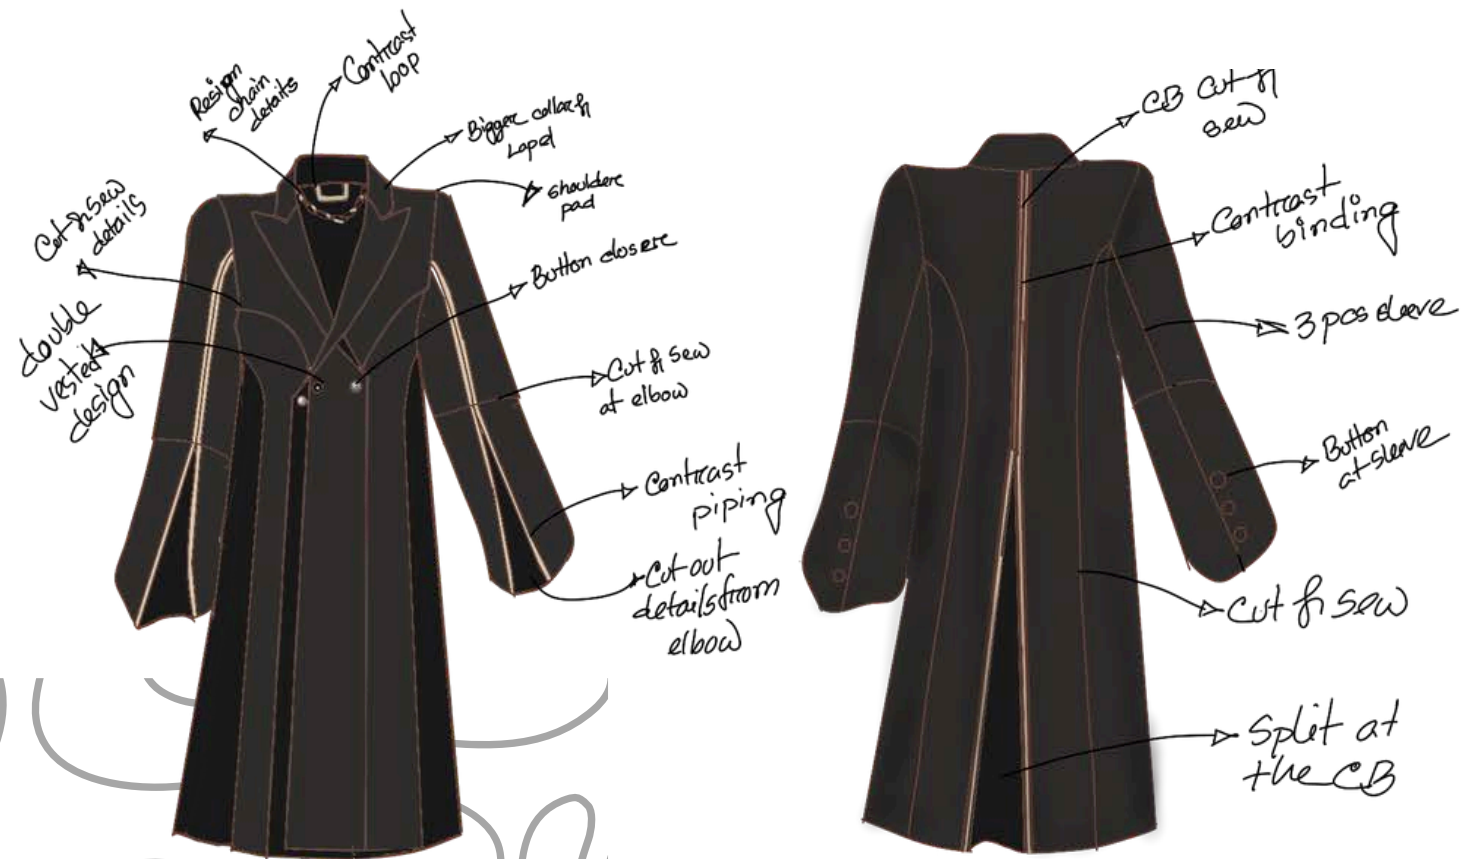 Resign
chain
details
Contrast
loop
Bigger collar &
Lapel
shoulder
pad
Cut & sew
details
Button closere
double
vested
design
Cut & sew
at elbow
Contrast
piping
Cut out
details from
elbow
CB Cut &
sew
Contrast
binding
3 pcs sleeve
Button
at sleeve
Cut & sew
Split at
the CB